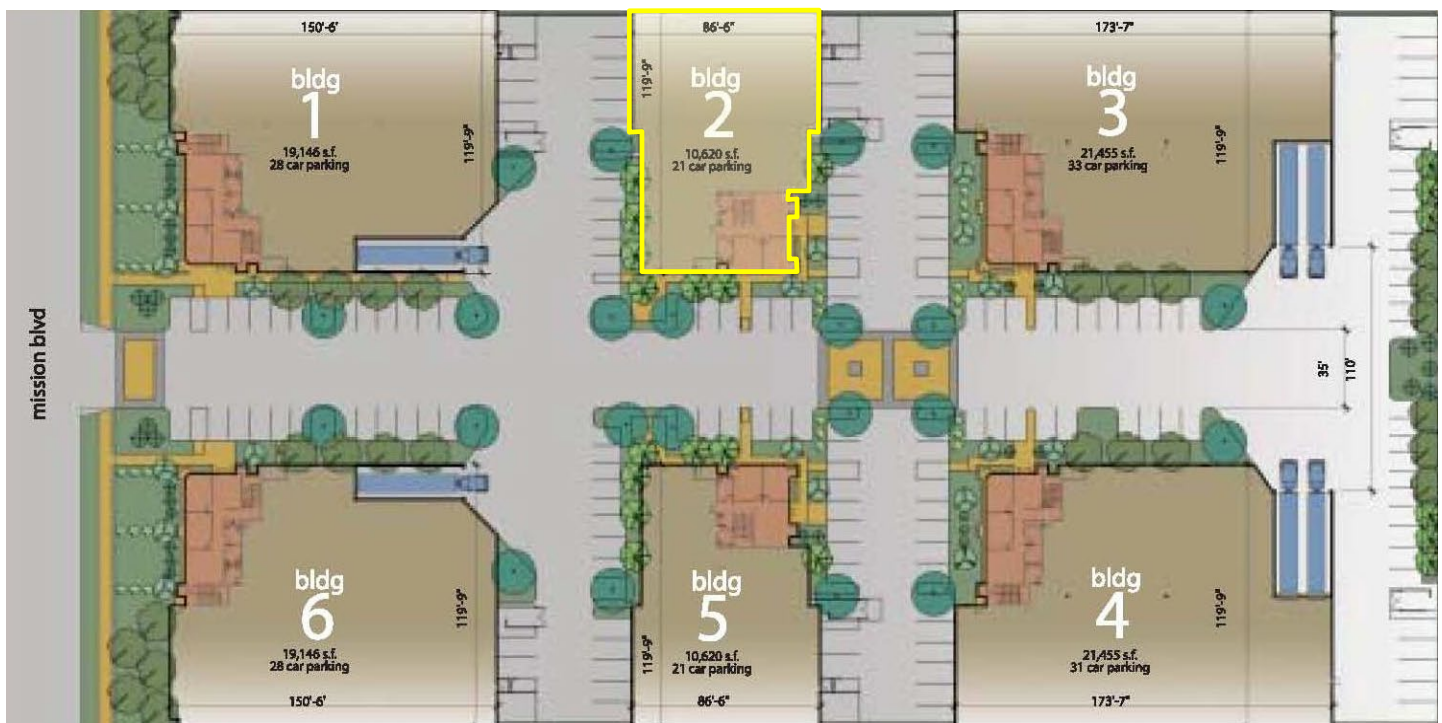 150'-6"
86'-6"
173'-7"
bldg
1
19,146 s.f.
28 car parking
119'-9"
119'-9"
bldg
2
10,620 s.f.
21 car parking
bldg
3
21,455 s.f.
33 car parking
119'-9"
mission blvd
35'
110'
bldg
6
19,146 s.f.
28 car parking
119'-9"
150'-6"
bldg
5
10,620 s.f.
21 car parking
119'-9"
86'-6"
bldg
4
21,455 s.f.
31 car parking
119'-9"
173'-7"